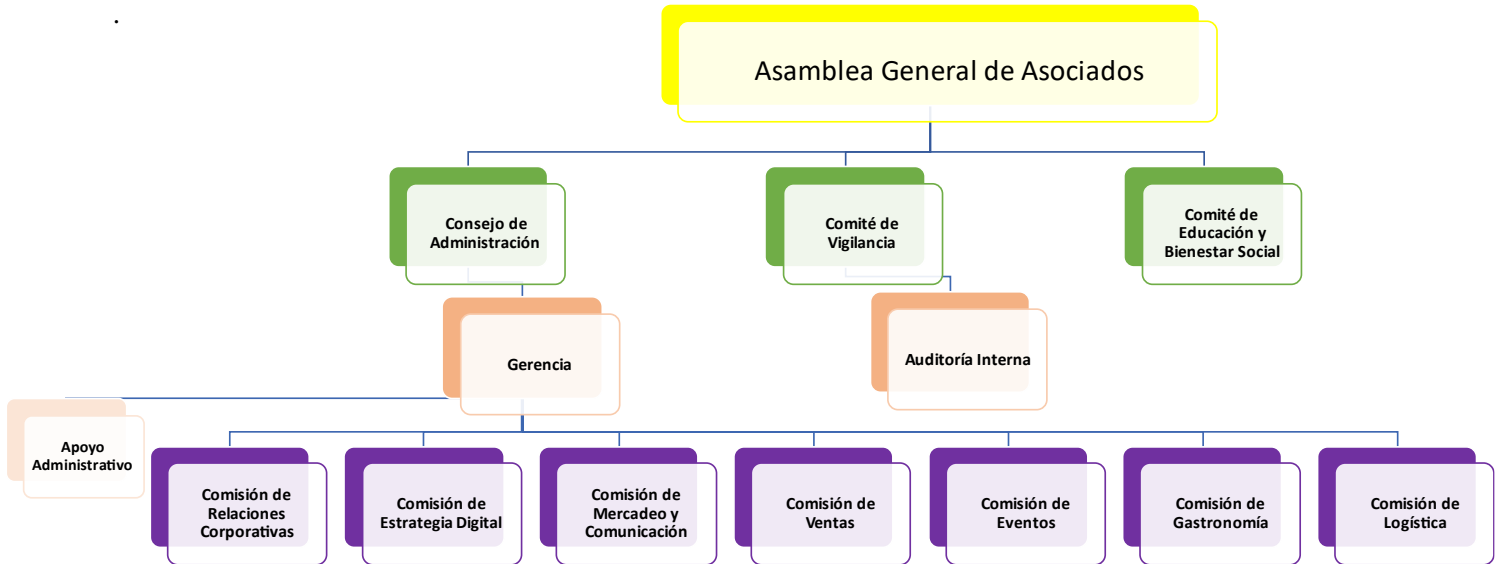 .
Asamblea General de Asociados
Consejo de
Administración
Comité de
Vigilancia
Comité de
Educación y
Bienestar Social
Gerencia
Auditoría Interna
Apoyo
Administrativo
Comisión de
Relaciones
Corporativas
Comisión de
Estrategia Digital
Comisión de
Mercadeo y
Comunicación
Comisión de
Ventas
Comisión de
Eventos
Comisión de
Gastronomía
Comisión de
Logística